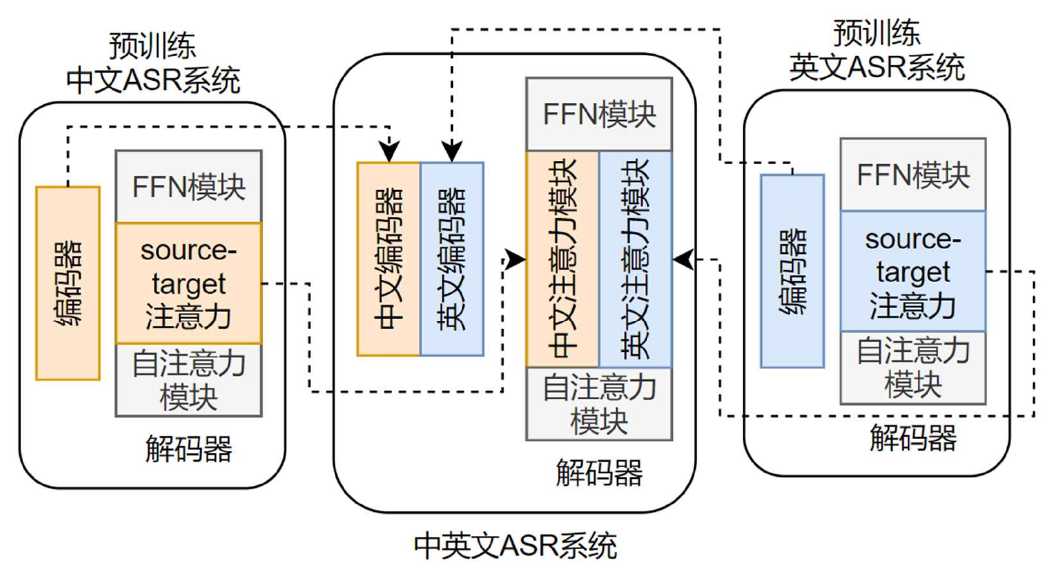 预训练
中文ASR系统
编码器
FFN模块
source-
target
注意力
自注意力
模块
解码器
中文编码器
英文编码器
FFN模块
中文注意力模块
英文注意力模块
自注意力
模块
解码器
中英文ASR系统
预训练
英文ASR系统
编码器
FFN模块
source-
target
注意力
自注意力
模块
解码器